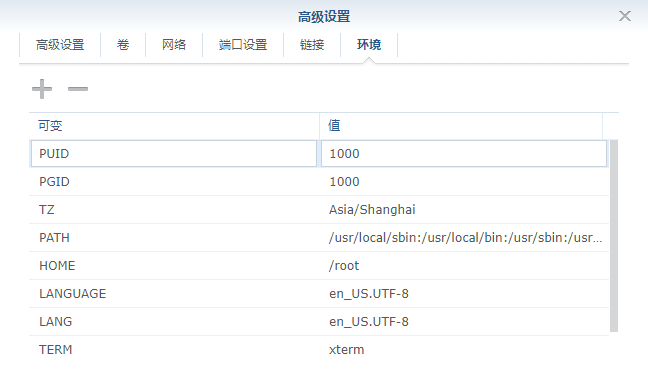 高级设置
高级设置 卷 网络 端口设置 链接 环境
可变 值
PUID 1000
PGID 1000
TZ Asia/Shanghai
PATH /usr/local/sbin:/usr/local/bin:/usr/sbin:/usr...
HOME /root
LANGUAGE en_US.UTF-8
LANG en_US.UTF-8
TERM xterm